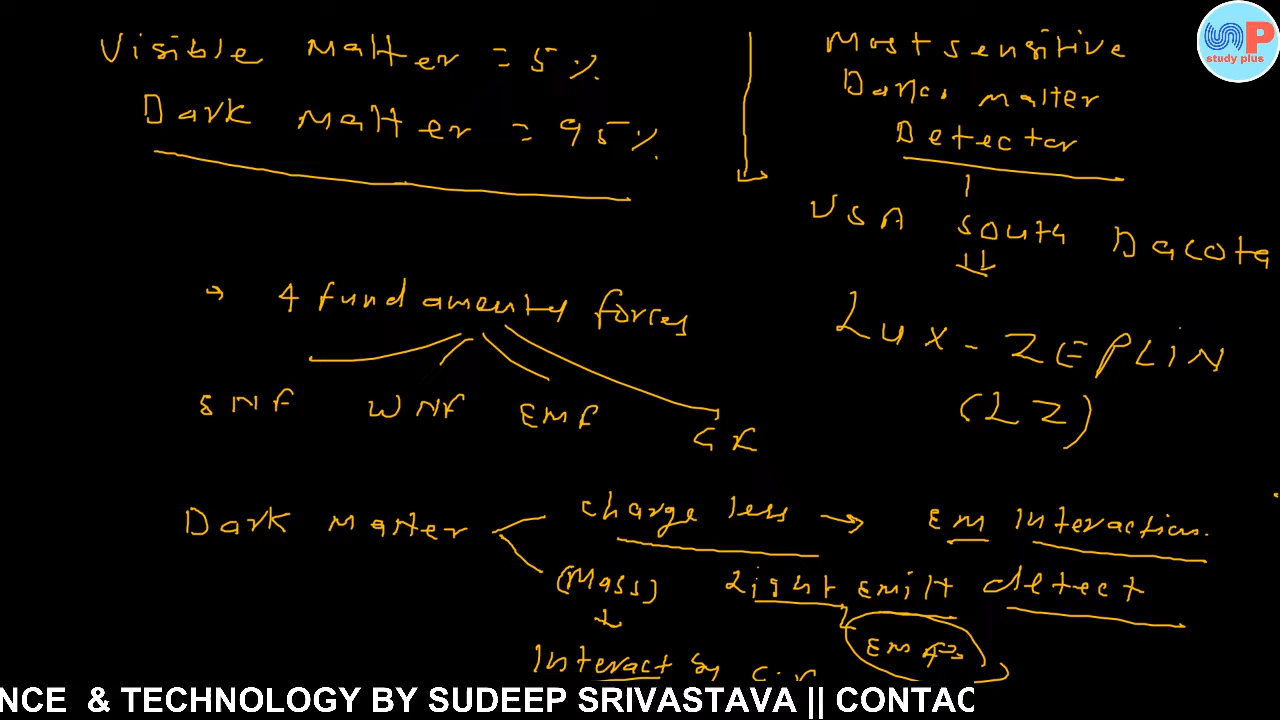 Visible Matter = 5%
Dark Matter = 95%
Most sensitive
Dark matter
Detector
USA South Dacota
Lux-ZEPLIN
(LZ)
→ 4 fundamental forces
SNF WNF EMF GF
Dark Matter
charge less → EM Interaction.
(Mass) Light emitt detect
EMF
Interact by G.F
SP
study plus
NCE & TECHNOLOGY BY SUDEEP SRIVASTAVA || CONTAC